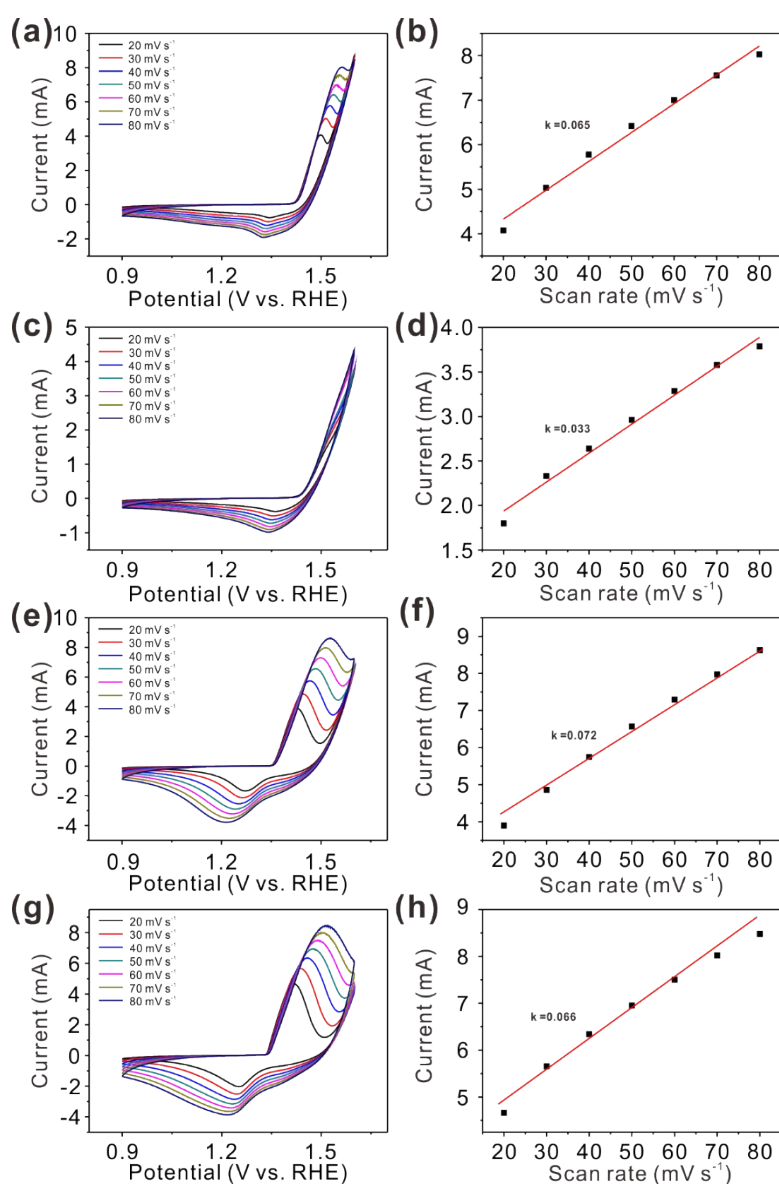 (a)
20 mV s⁻¹
30 mV s⁻¹
40 mV s⁻¹
50 mV s⁻¹
60 mV s⁻¹
70 mV s⁻¹
80 mV s⁻¹
10
8
6
4
2
0
-2
Current (mA)
0.9 1.2 1.5
Potential (V vs. RHE)
(b)
8
7
6
5
4
Current (mA)
k =0.065
20 30 40 50 60 70 80
Scan rate (mV s⁻¹)
(c)
20 mV s⁻¹
30 mV s⁻¹
40 mV s⁻¹
50 mV s⁻¹
60 mV s⁻¹
70 mV s⁻¹
80 mV s⁻¹
5
4
3
2
1
0
-1
Current (mA)
0.9 1.2 1.5
Potential (V vs. RHE)
(d)
4.0
3.5
3.0
2.5
2.0
1.5
Current (mA)
k =0.033
20 30 40 50 60 70 80
Scan rate (mV s⁻¹)
(e)
20 mV s⁻¹
30 mV s⁻¹
40 mV s⁻¹
50 mV s⁻¹
60 mV s⁻¹
70 mV s⁻¹
80 mV s⁻¹
10
8
6
4
2
0
-2
-4
Current (mA)
0.9 1.2 1.5
Potential (V vs. RHE)
(f)
9
8
7
6
5
4
Current (mA)
k =0.072
20 30 40 50 60 70 80
Scan rate (mV s⁻¹)
(g)
20 mV s⁻¹
30 mV s⁻¹
40 mV s⁻¹
50 mV s⁻¹
60 mV s⁻¹
70 mV s⁻¹
80 mV s⁻¹
8
6
4
2
0
-2
-4
Current (mA)
0.9 1.2 1.5
Potential (V vs. RHE)
(h)
9
8
7
6
5
Current (mA)
k =0.066
20 30 40 50 60 70 80
Scan rate (mV s⁻¹)